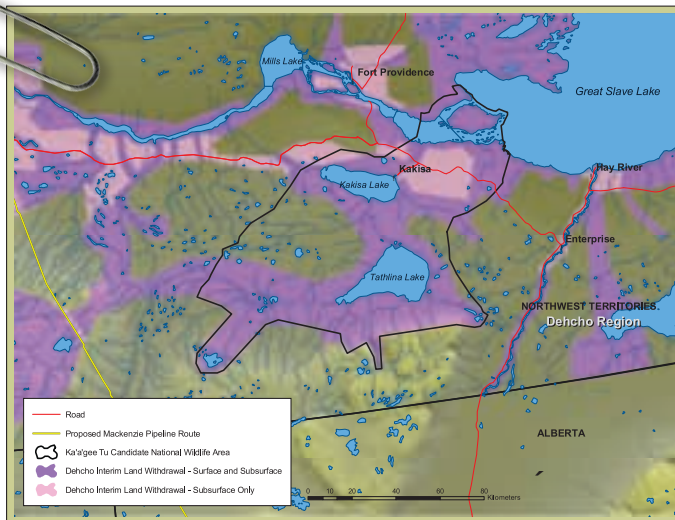 Mills Lake
Fort Providence
Great Slave Lake
Kakisa
Hay River
Kakisa Lake
Enterprise
Tathlina Lake
NORTHWEST TERRITORIES
Dehcho Region
Road
Proposed Mackenzie Pipeline Route
Ka'a'gee Tu Candidate National Wildlife Area
ALBERTA
Dehcho Interim Land Withdrawal - Surface and Subsurface
Dehcho Interim Land Withdrawal - Subsurface Only
0 10 20 40 60 80
Kilometers